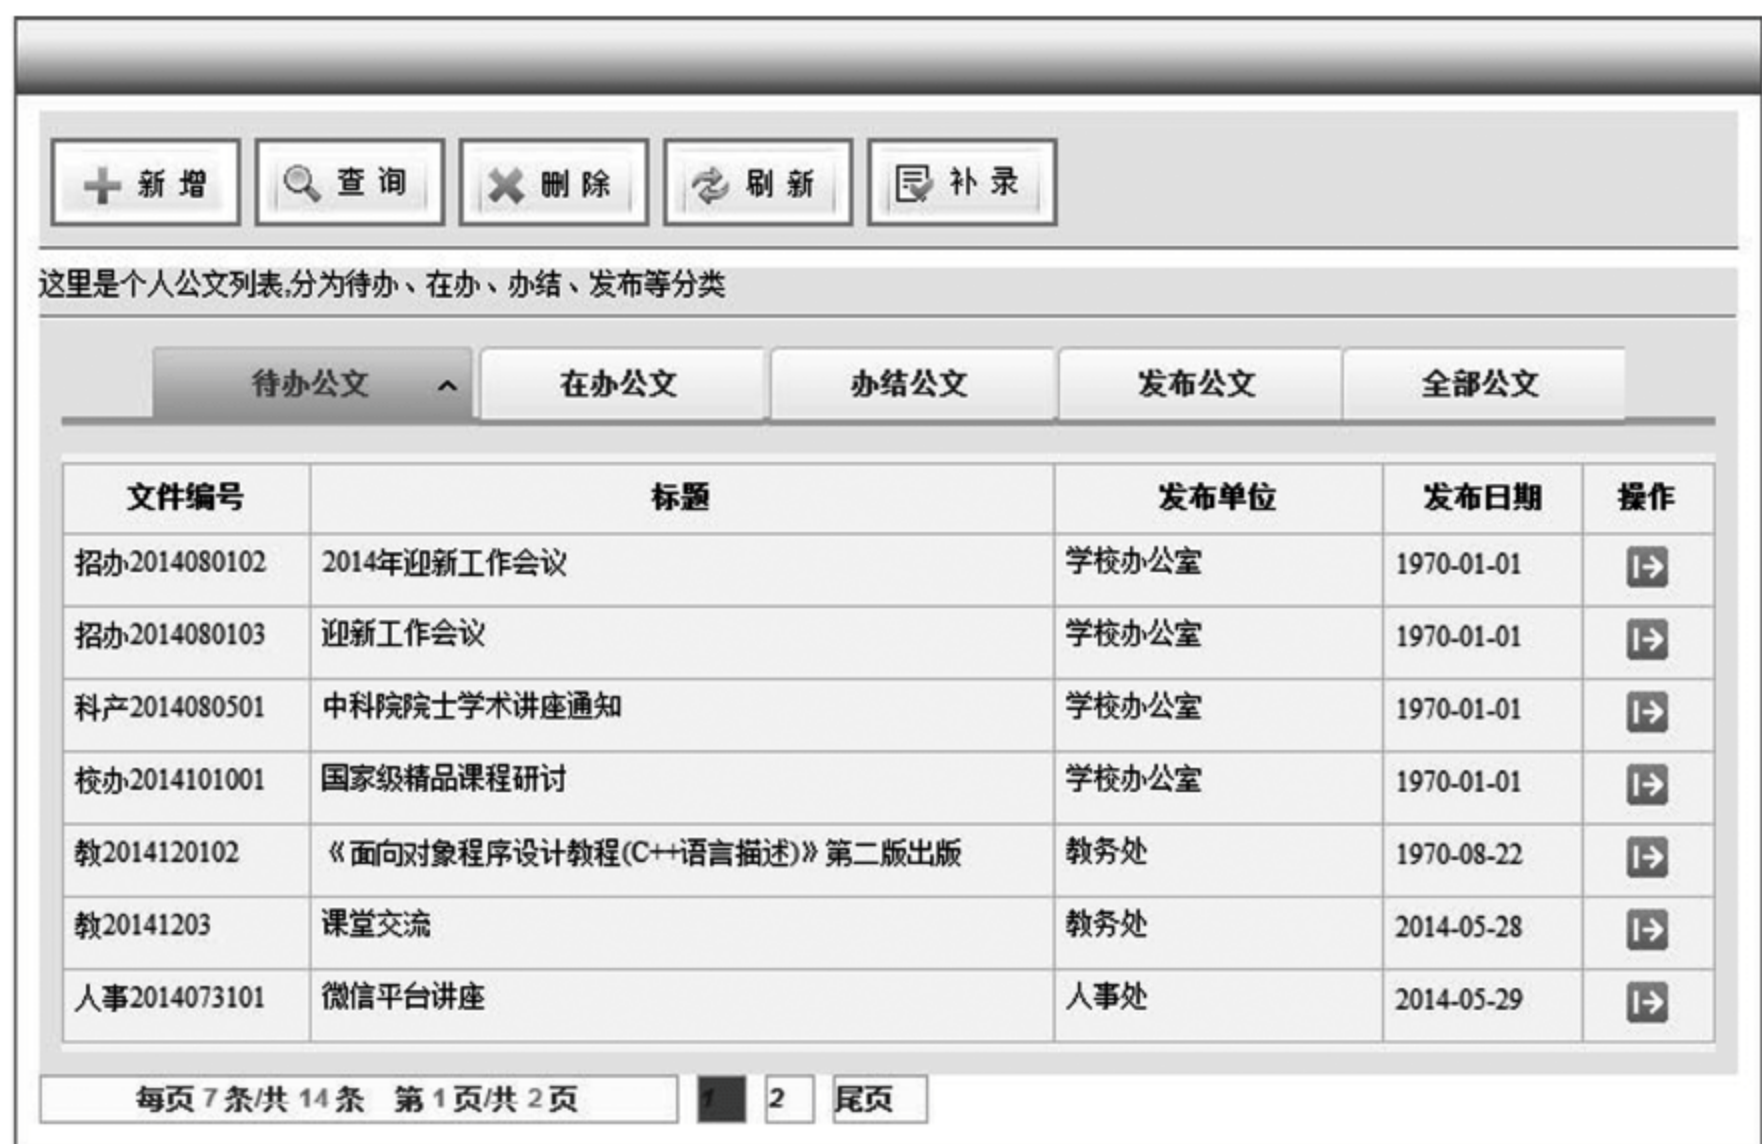 新增 查询 删除 刷新 补录
这里是个人公文列表,分为待办、在办、办结、发布等分类
待办公文 在办公文 办结公文 发布公文 全部公文
文件编号 标题 发布单位 发布日期 操作
招办2014080102 2014年迎新工作会议 学校办公室 1970-01-01
招办2014080103 迎新工作会议 学校办公室 1970-01-01
科产2014080501 中科院院士学术讲座通知 学校办公室 1970-01-01
校办2014101001 国家级精品课程研讨 学校办公室 1970-01-01
教2014120102 《面向对象程序设计教程(C++语言描述)》第二版出版 教务处 1970-08-22
教20141203 课堂交流 教务处 2014-05-28
人事2014073101 微信平台讲座 人事处 2014-05-29
每页 7 条/共 14 条 第 1 页/共 2 页 1 2 尾页